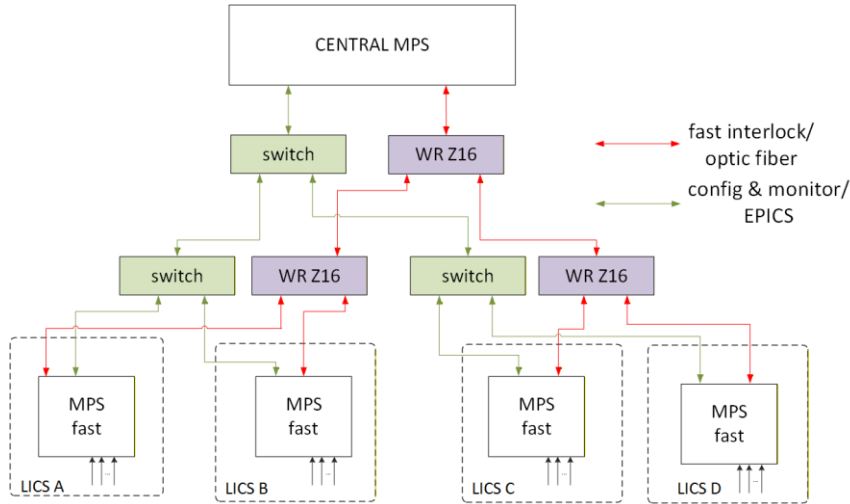 CENTRAL MPS
switch
WR Z16
fast interlock/
optic fiber
config & monitor/
EPICS
switch
WR Z16
switch
WR Z16
MPS
fast
...
LICS A
MPS
fast
...
LICS B
MPS
fast
...
LICS C
MPS
fast
...
LICS D